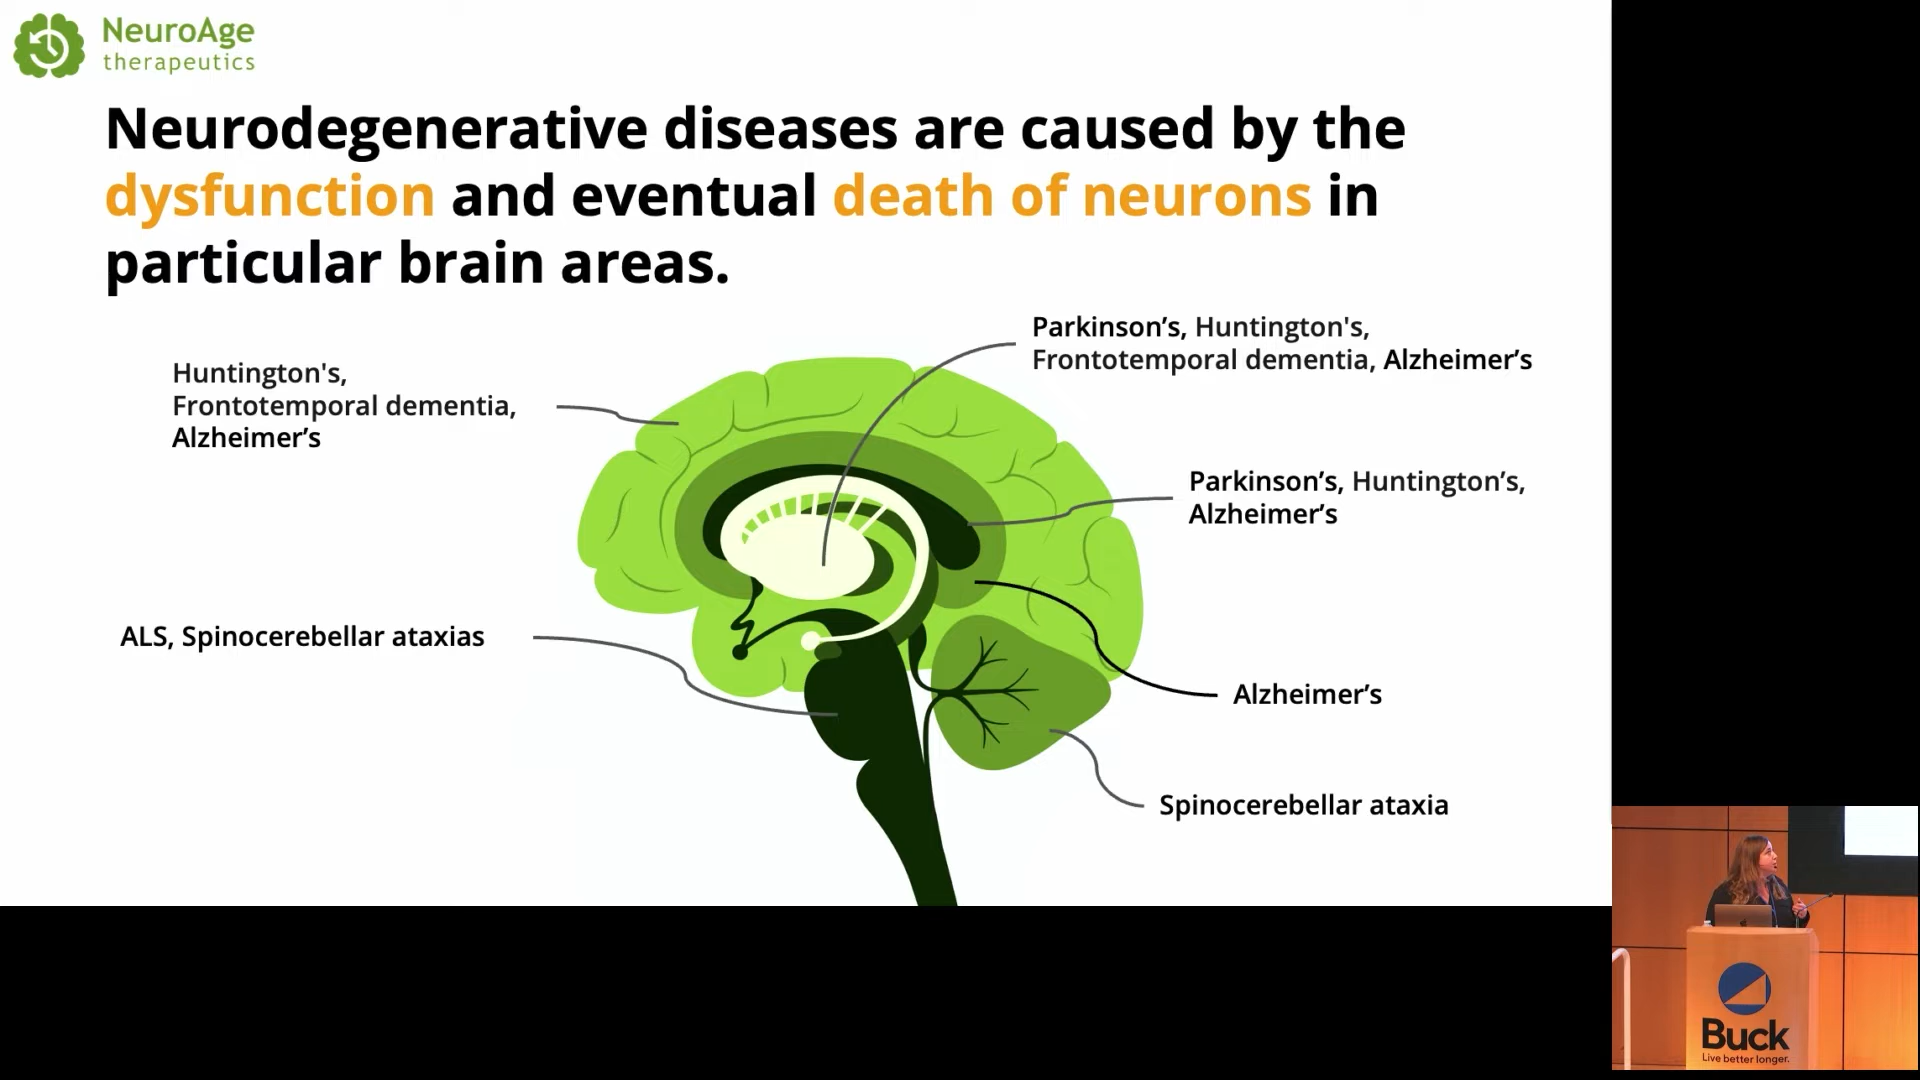 NeuroAge
therapeutics
Neurodegenerative diseases are caused by the
dysfunction and eventual death of neurons in
particular brain areas.
Parkinson’s, Huntington's,
Frontotemporal dementia, Alzheimer’s
Huntington's,
Frontotemporal dementia,
Alzheimer’s
Parkinson’s, Huntington’s,
Alzheimer’s
ALS, Spinocerebellar ataxias
Alzheimer’s
Spinocerebellar ataxia
Buck
Live better longer.